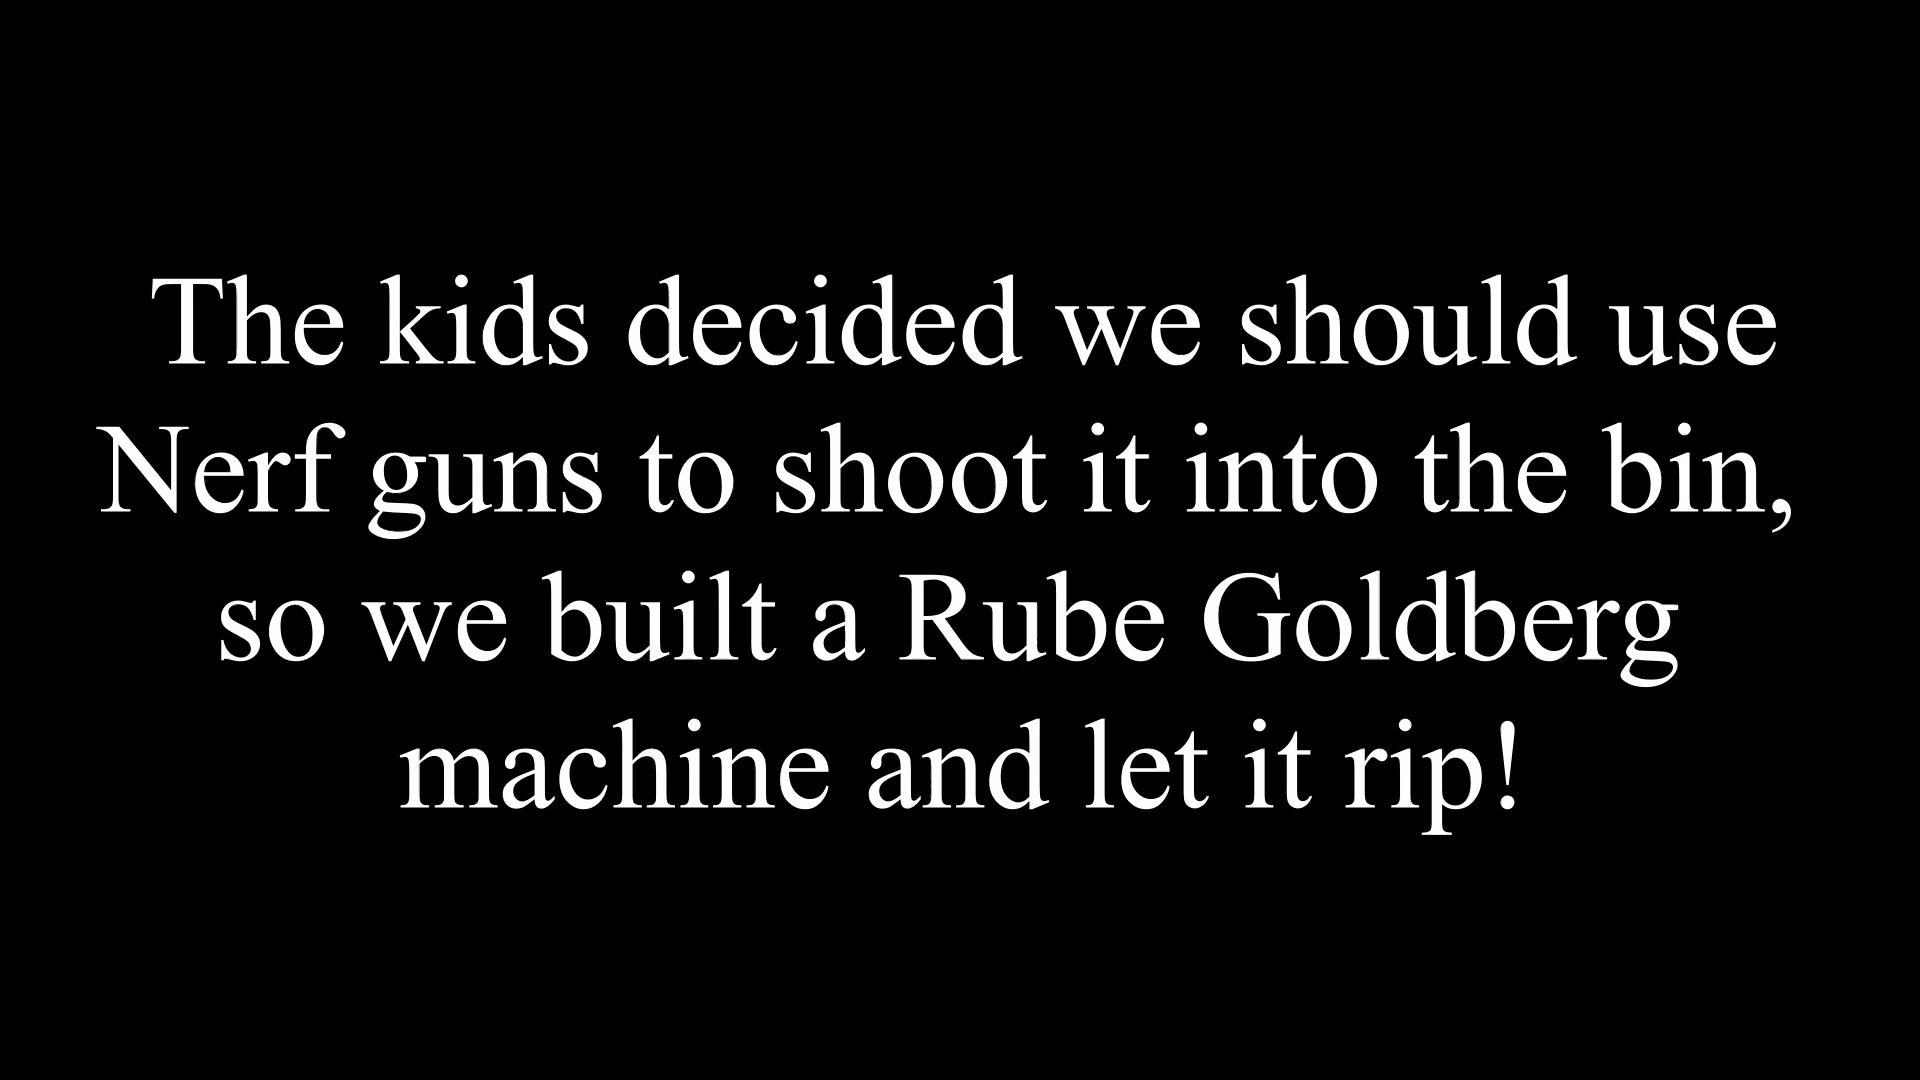 The kids decided we should use
Nerf guns to shoot it into the bin,
so we built a Rube Goldberg
machine and let it rip!